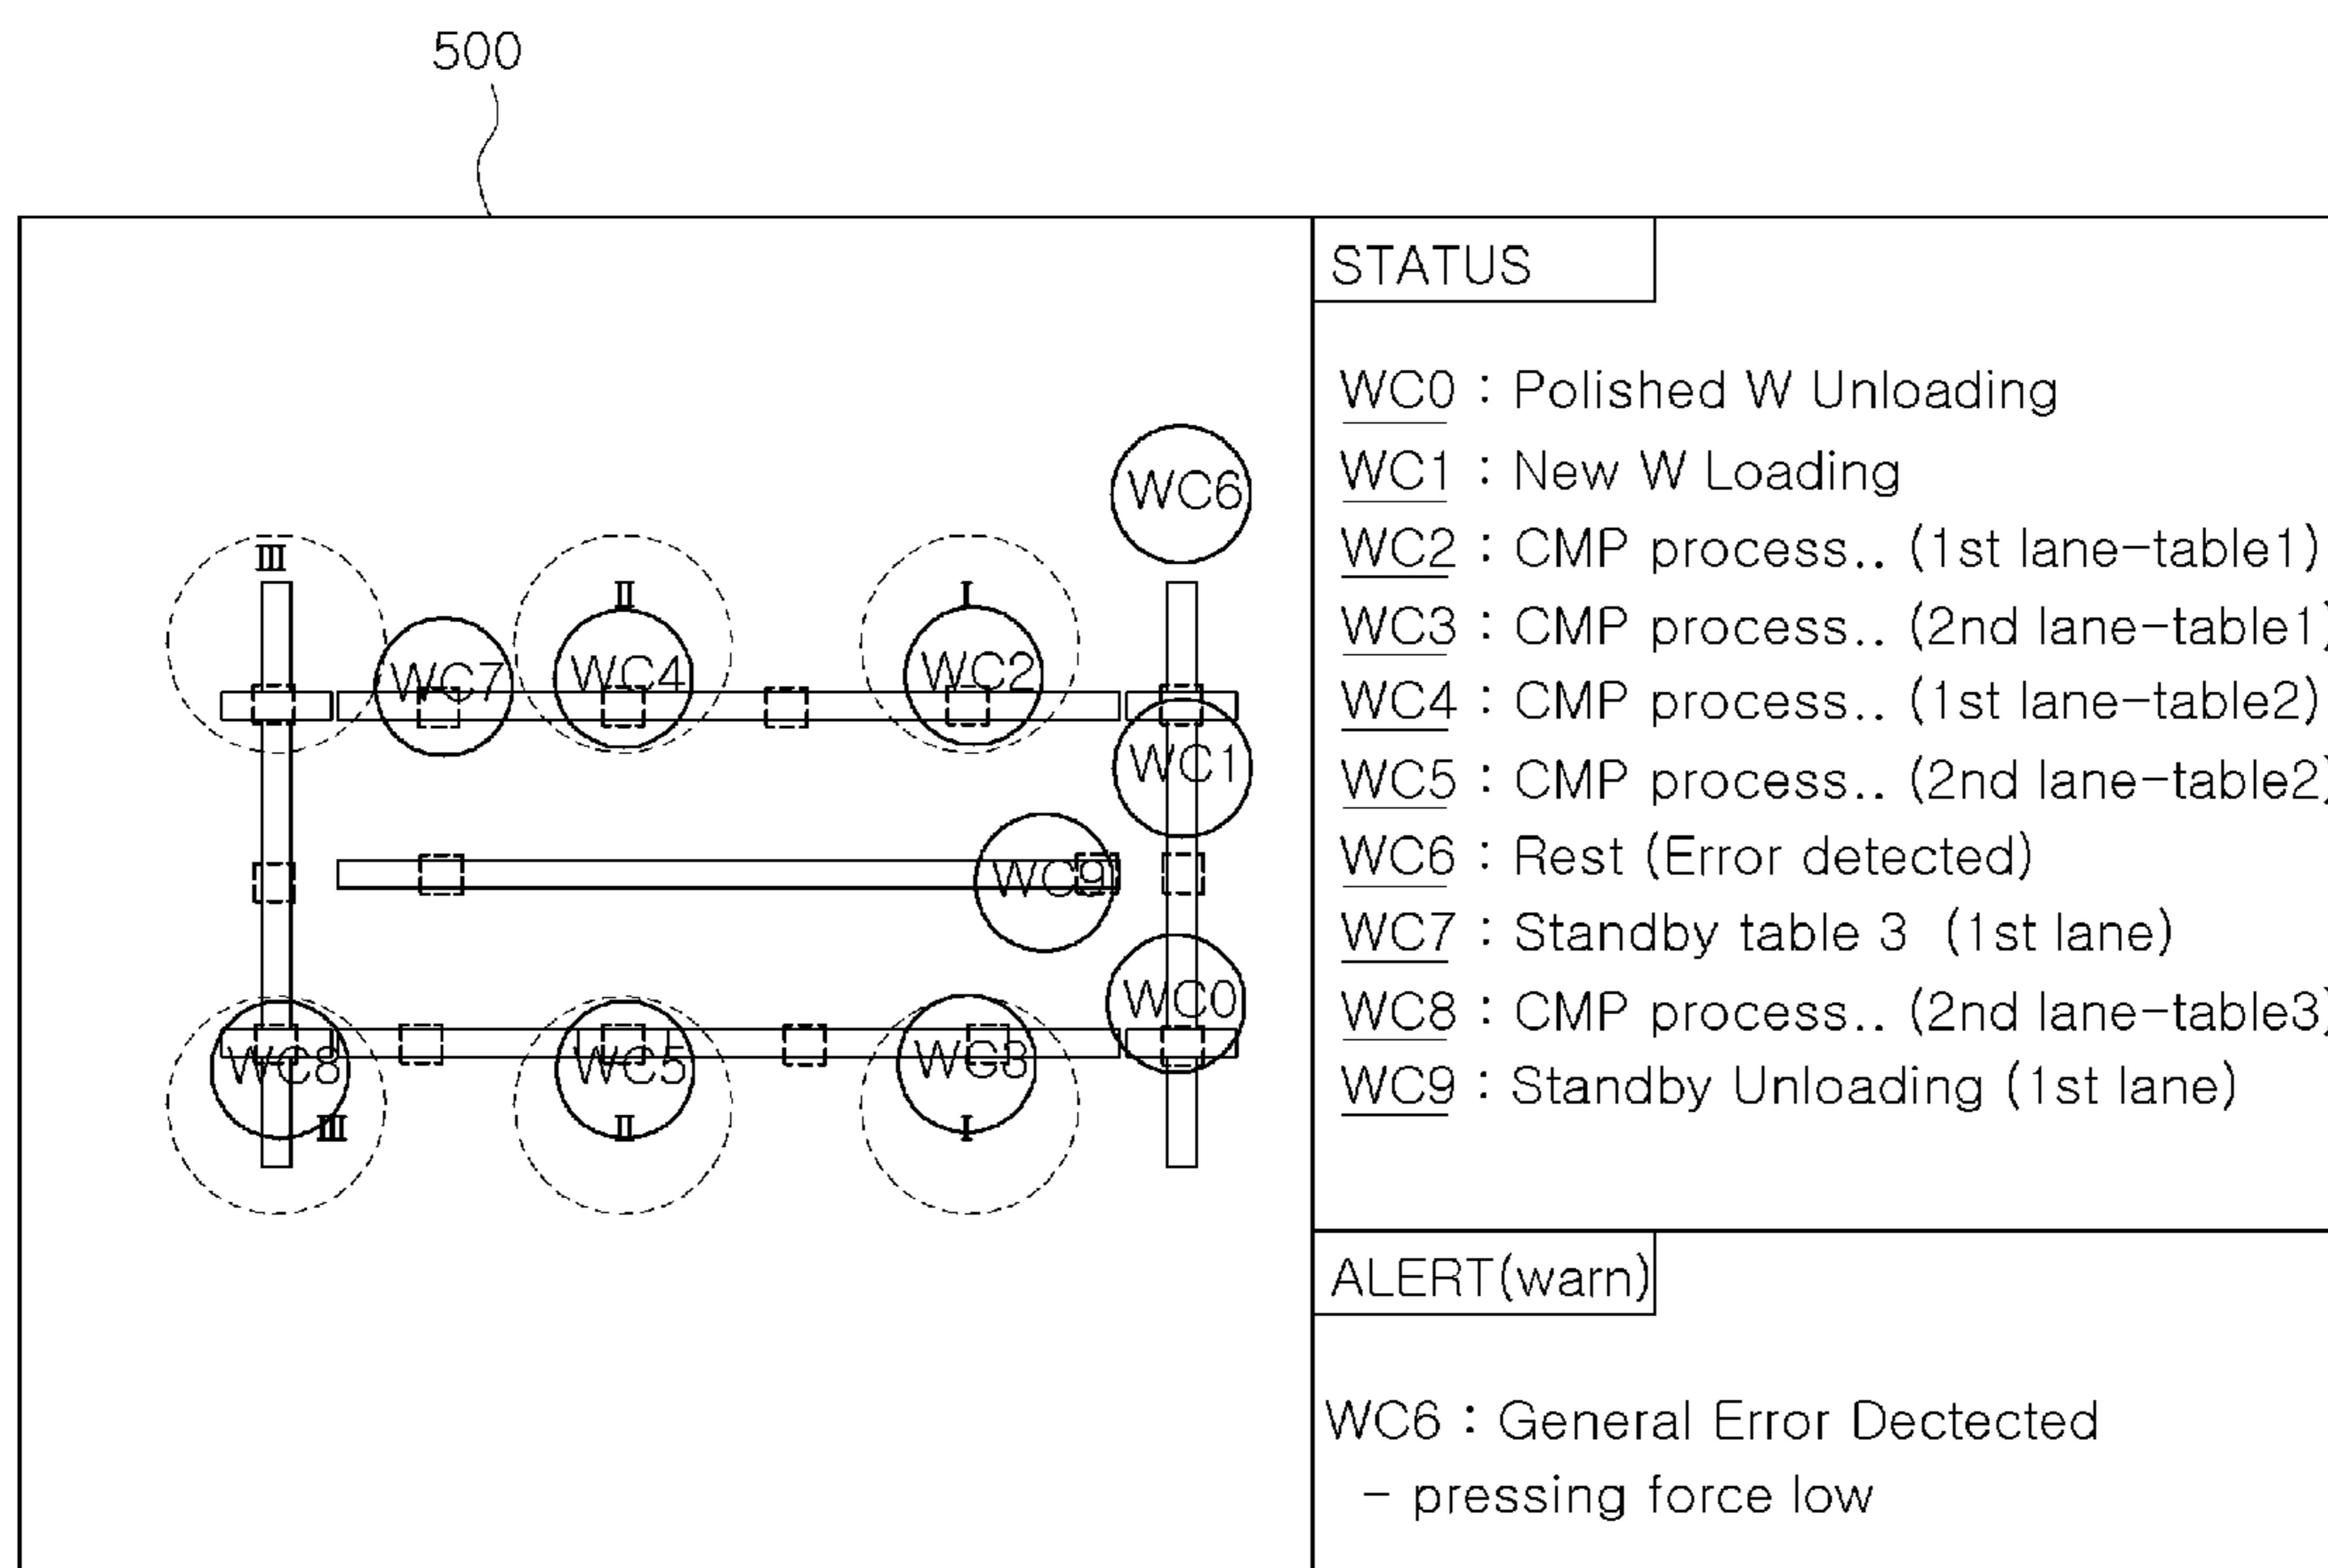 500
STATUS
WC0 : Polished W Unloading
WC1 : New W Loading
WC2 : CMP process.. (1st lane-table1)
WC3 : CMP process.. (2nd lane-table1)
WC4 : CMP process.. (1st lane-table2)
WC5 : CMP process.. (2nd lane-table2)
WC6 : Rest (Error detected)
WC7 : Standby table 3 (1st lane)
WC8 : CMP process.. (2nd lane-table3)
WC9 : Standby Unloading (1st lane)
ALERT(warn)
WC6 : General Error Dectected
- pressing force low
WC6
III II I
WC7 WC4 WC2
WC1
WC9
WC0
WC8 WC5 WC3
III II I